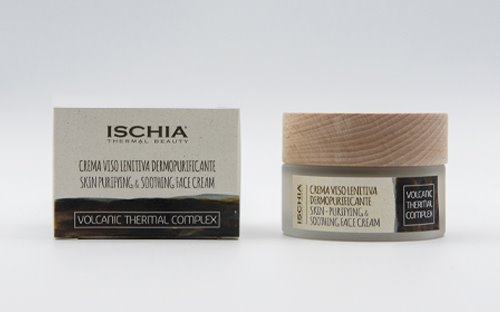 ISCHIA®
THERMAL BEAUTY
CREMA VISO LENITIVA DERMOPURIFICANTE
SKIN PURIFYING & SOOTHING FACE CREAM
VOLCANIC THERMAL COMPLEX
ISCHIA
CREMA VISO LENITIVA
DERMOPURIFICANTE
SKIN-PURIFYING &
SOOTHING FACE CREAM
VOLCANIC
THERMAL
COMPLEX